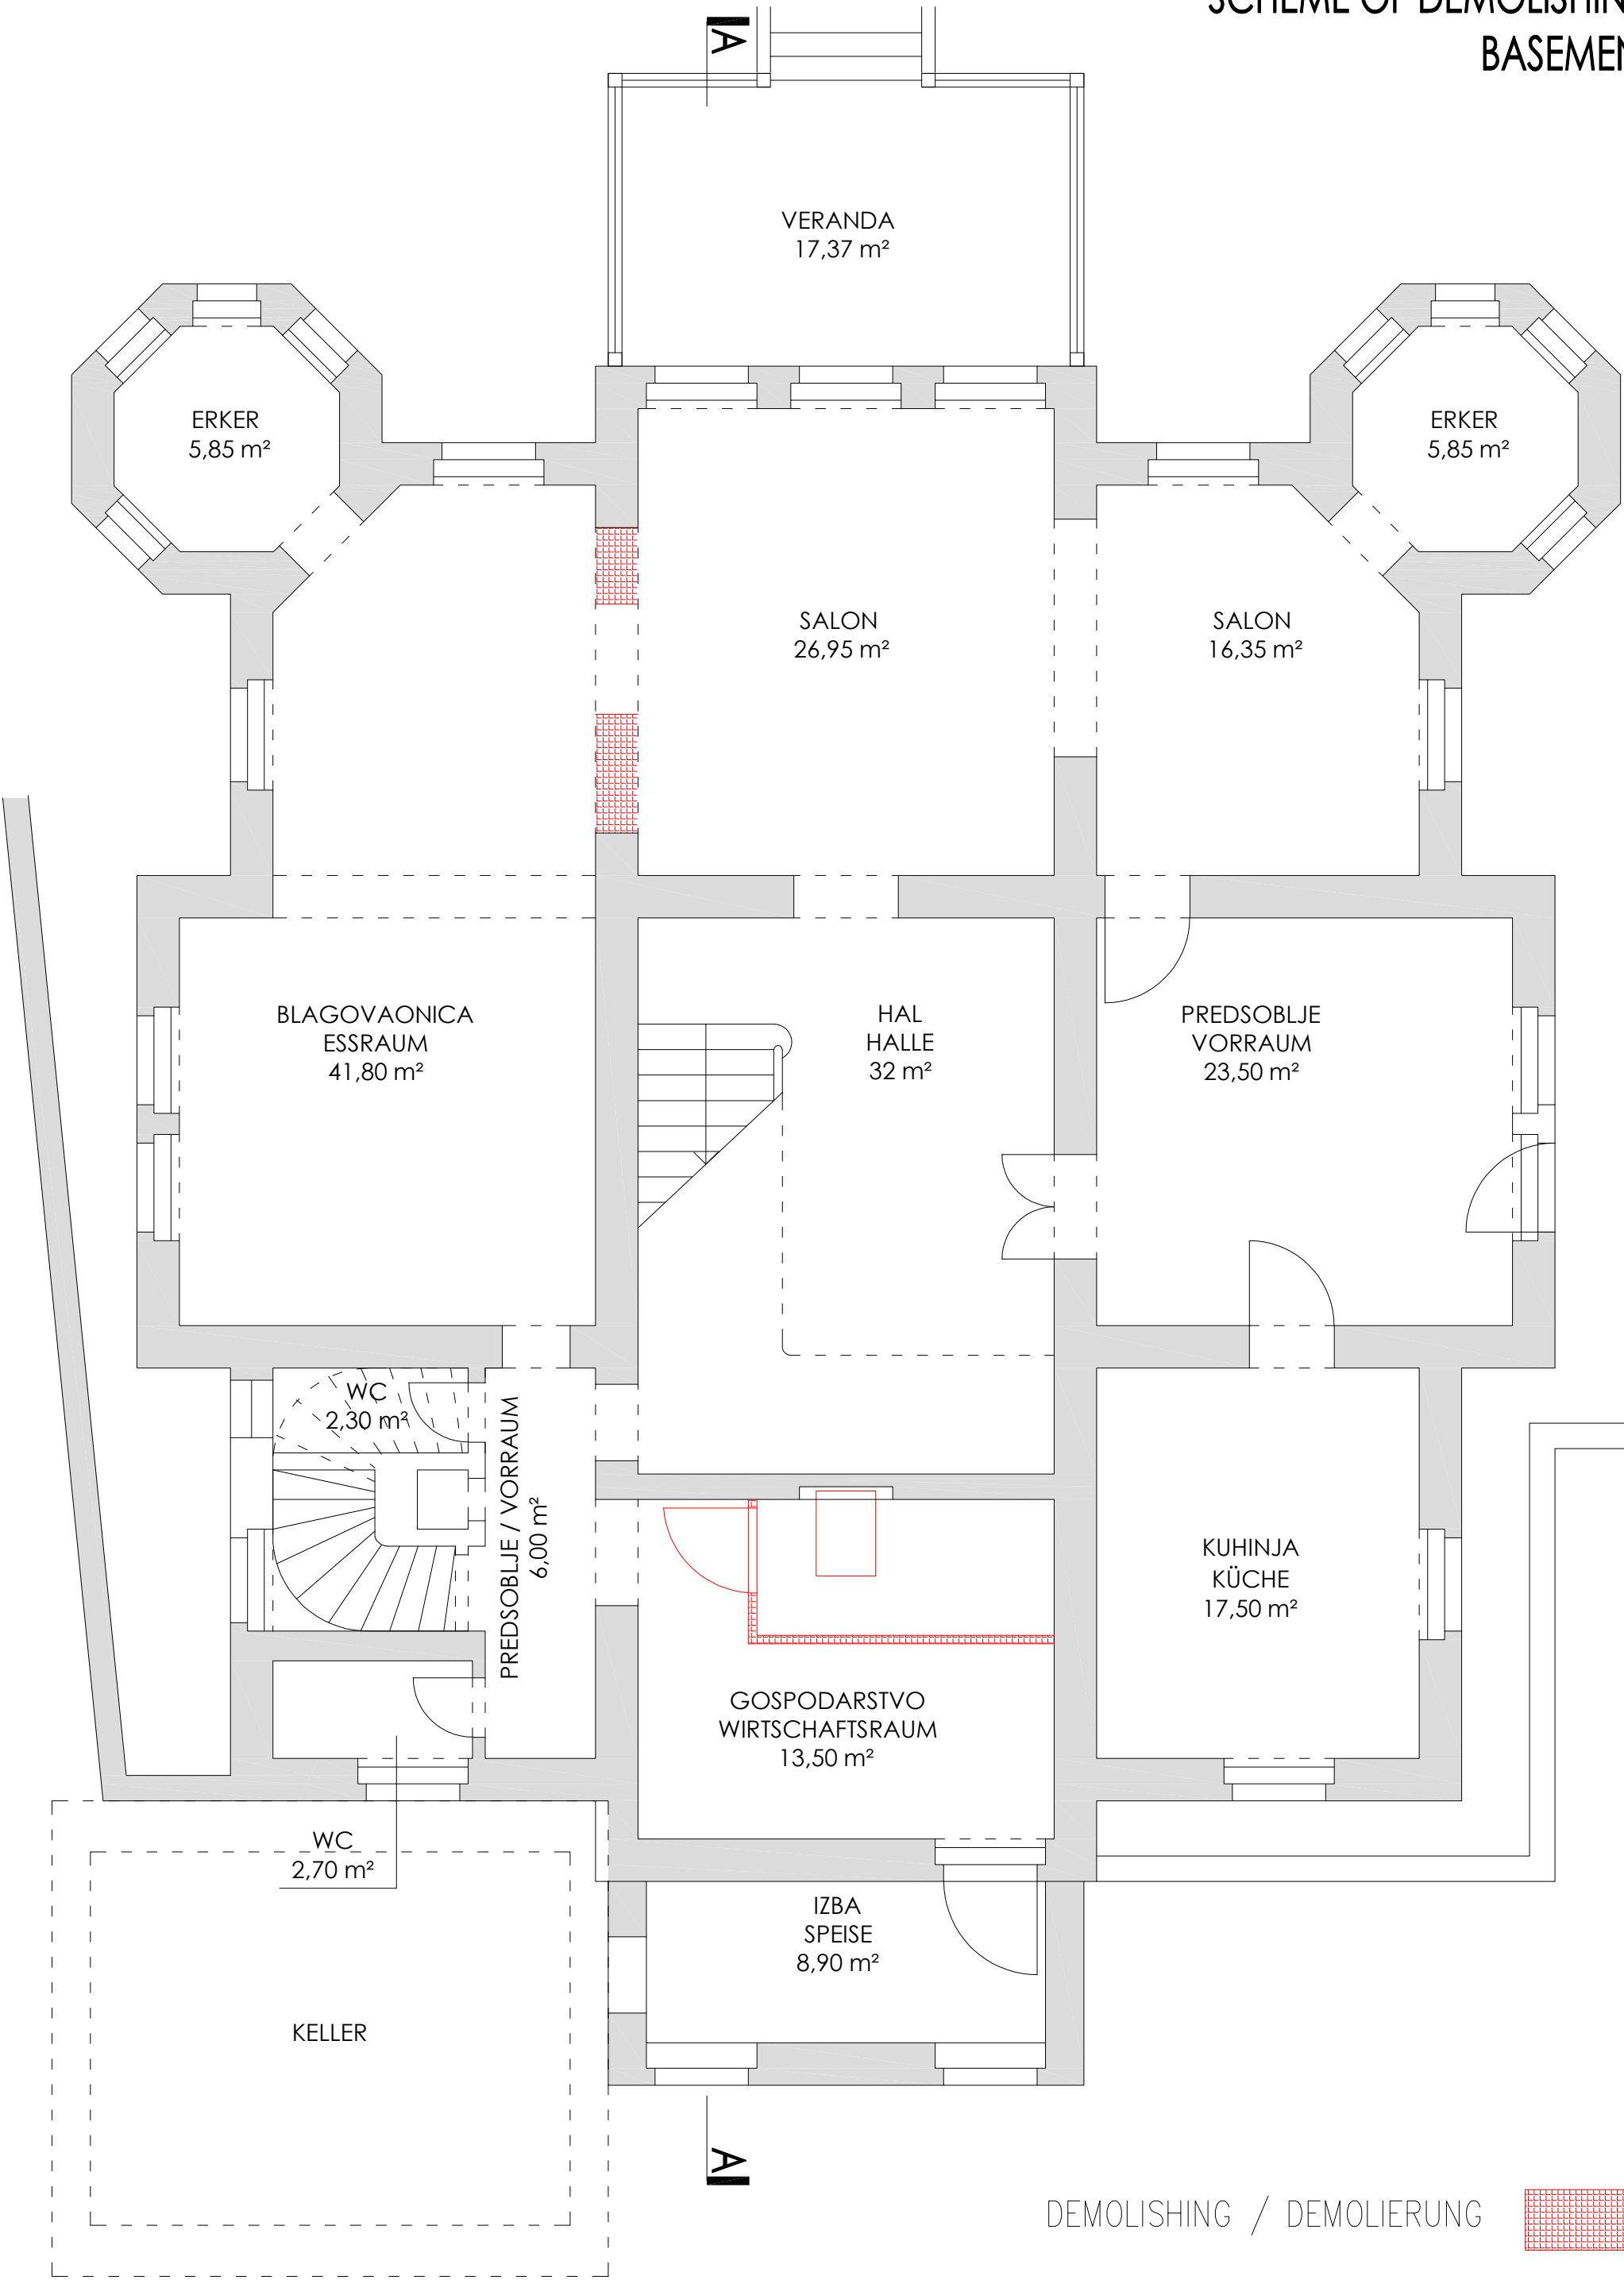 SCHEME OF DEMOLISHIN
BASEMEN
A
VERANDA
17,37 m²
ERKER
5,85 m²
ERKER
5,85 m²
SALON
26,95 m²
SALON
16,35 m²
BLAGOVAONICA
ESSRAUM
41,80 m²
HAL
HALLE
32 m²
PREDSOBLJE
VORRAUM
23,50 m²
WC
2,30 m²
PREDSOBLJE / VORRAUM
6,00 m²
KUHINJA
KÜCHE
17,50 m²
GOSPODARSTVO
WIRTSCHAFTSRAUM
13,50 m²
WC
2,70 m²
IZBA
SPEISE
8,90 m²
KELLER
A
DEMOLISHING / DEMOLIERUNG